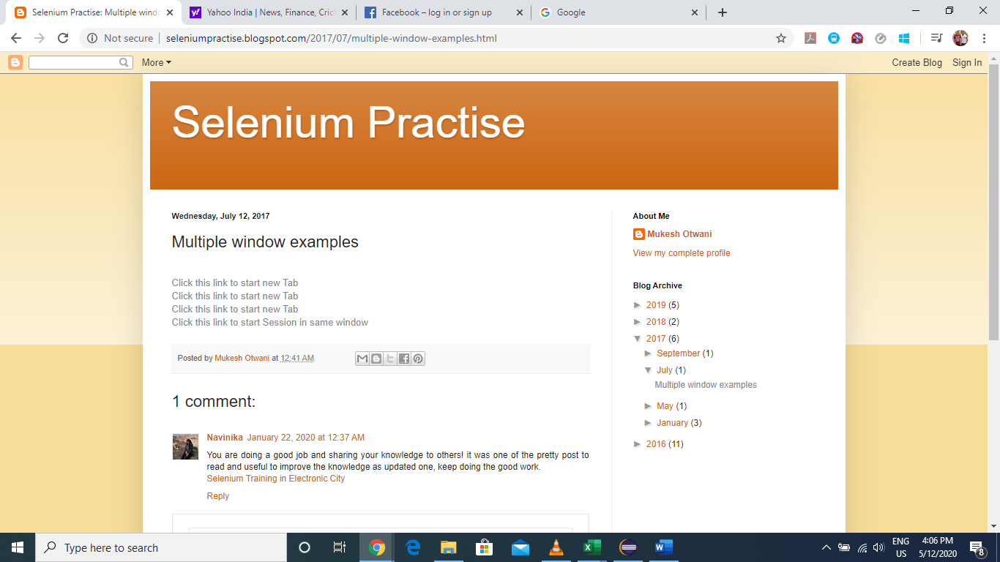 Selenium Practise: Multiple wind
Yahoo India | News, Finance, Cric
Facebook – log in or sign up
Google
Not secure | seleniumpractise.blogspot.com/2017/07/multiple-window-examples.html
More
Create Blog Sign In
Selenium Practise
Wednesday, July 12, 2017
Multiple window examples
Click this link to start new Tab
Click this link to start new Tab
Click this link to start new Tab
Click this link to start Session in same window
Posted by Mukesh Otwani at 12:41 AM
1 comment:
Navinika January 22, 2020 at 12:37 AM
You are doing a good job and sharing your knowledge to others! it was one of the pretty post to
read and useful to improve the knowledge as updated one, keep doing the good work.
Selenium Training in Electronic City
Reply
About Me
Mukesh Otwani
View my complete profile
Blog Archive
► 2019 (5)
► 2018 (2)
▼ 2017 (6)
► September (1)
▼ July (1)
Multiple window examples
► May (1)
► January (3)
► 2016 (11)
Type here to search
ENG
US
4:06 PM
5/12/2020
8